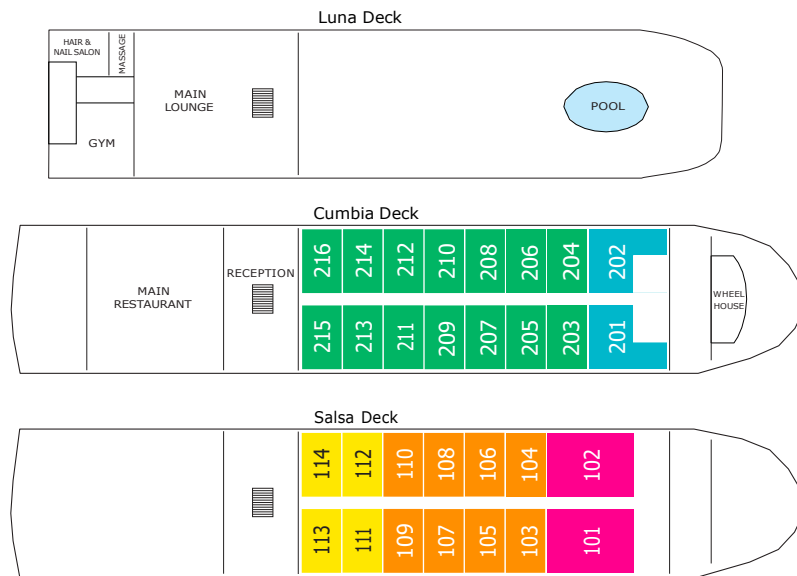 Luna Deck
HAIR &
NAIL SALON
MASSAGE
MAIN
LOUNGE
POOL
GYM
Cumbia Deck
216 214 212 210 208 206 204 202
RECEPTION
MAIN
RESTAURANT
WHEEL
HOUSE
215 213 211 209 207 205 203 201
Salsa Deck
114 112 110 108 106 104 102
113 111 109 107 105 103 101